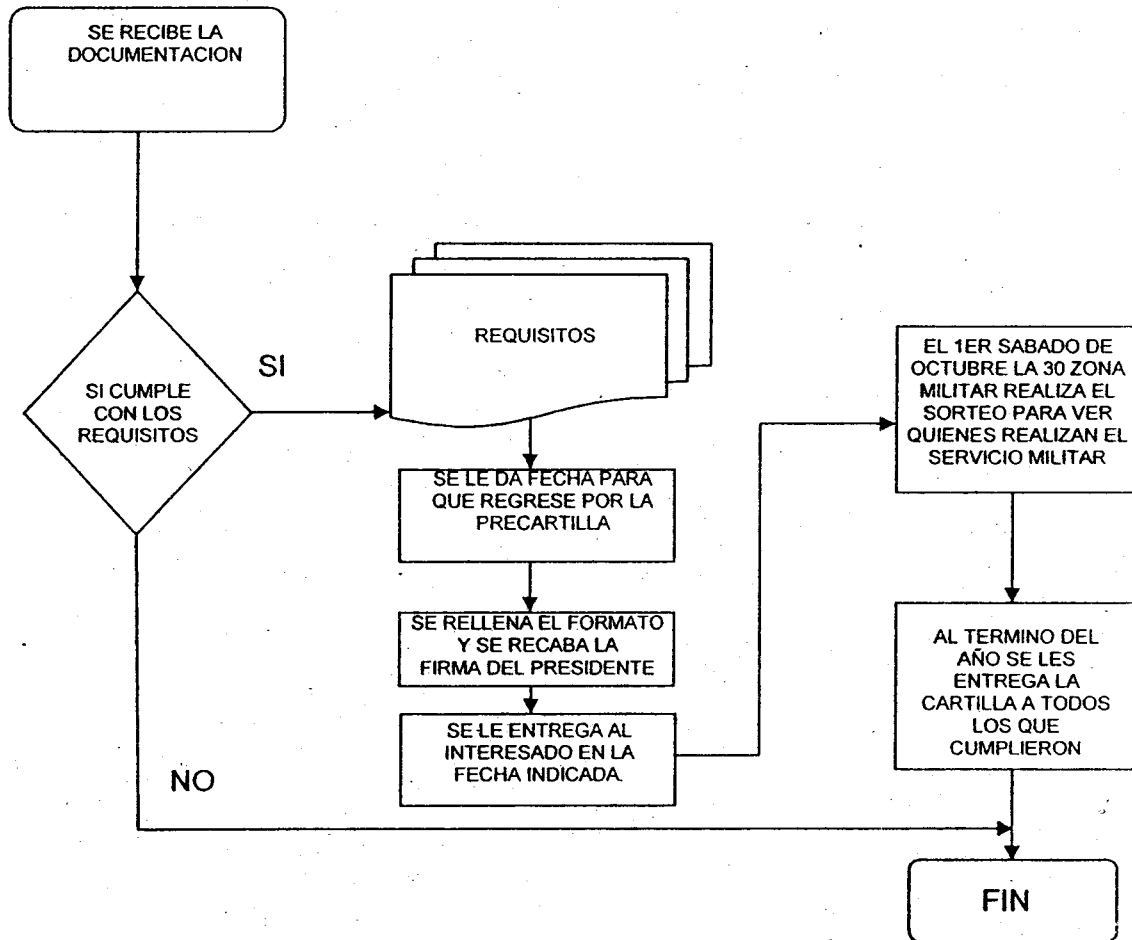 SE RECIBE LA
DOCUMENTACION
SI CUMPLE
CON LOS
REQUISITOS
SI
NO
REQUISITOS
SE LE DA FECHA PARA
QUE REGRESE POR LA
PRECARTILLA
SE RELLENA EL FORMATO
Y SE RECABA LA
FIRMA DEL PRESIDENTE
SE LE ENTREGA AL
INTERESADO EN LA
FECHA INDICADA.
EL 1ER SABADO DE
OCTUBRE LA 30 ZONA
MILITAR REALIZA EL
SORTEO PARA VER
QUIENES REALIZAN EL
SERVICIO MILITAR
AL TERMINO DEL
AÑO SE LES
ENTREGA LA
CARTILLA A TODOS
LOS QUE
CUMPLIERON
FIN